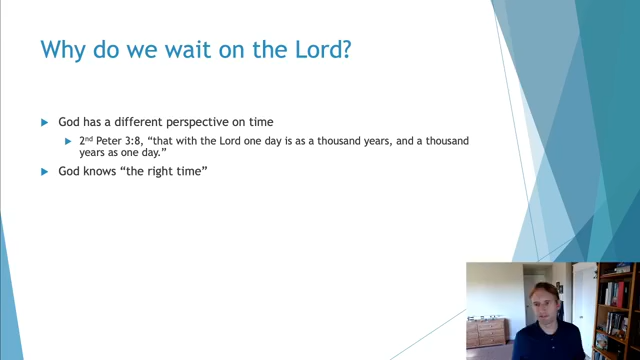 Why do we wait on the Lord?
God has a different perspective on time
2nd Peter 3:8, “that with the Lord one day is as a thousand years, and a thousand
years as one day.”
God knows “the right time”